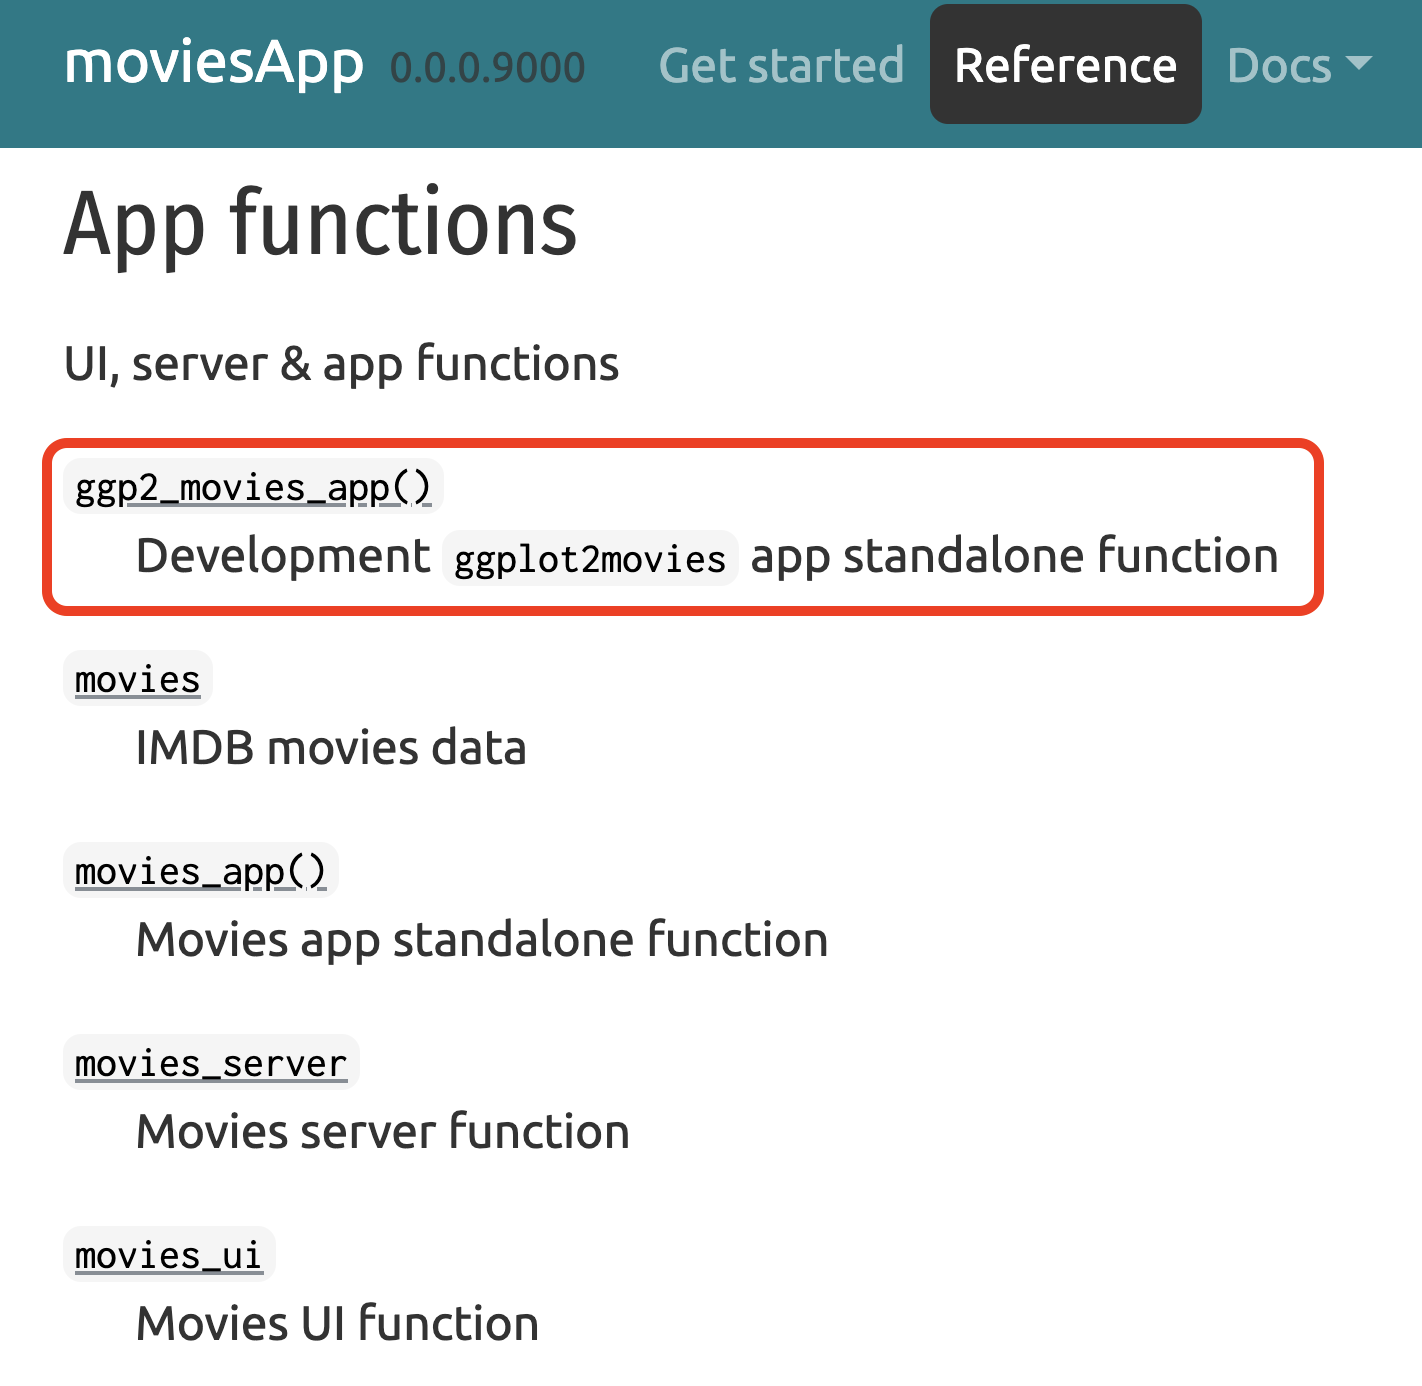 moviesApp 0.0.0.9000 Get started Reference Docs
App functions
UI, server & app functions
ggp2_movies_app()
Development ggplot2movies app standalone function
movies
IMDB movies data
movies_app()
Movies app standalone function
movies_server
Movies server function
movies_ui
Movies UI function